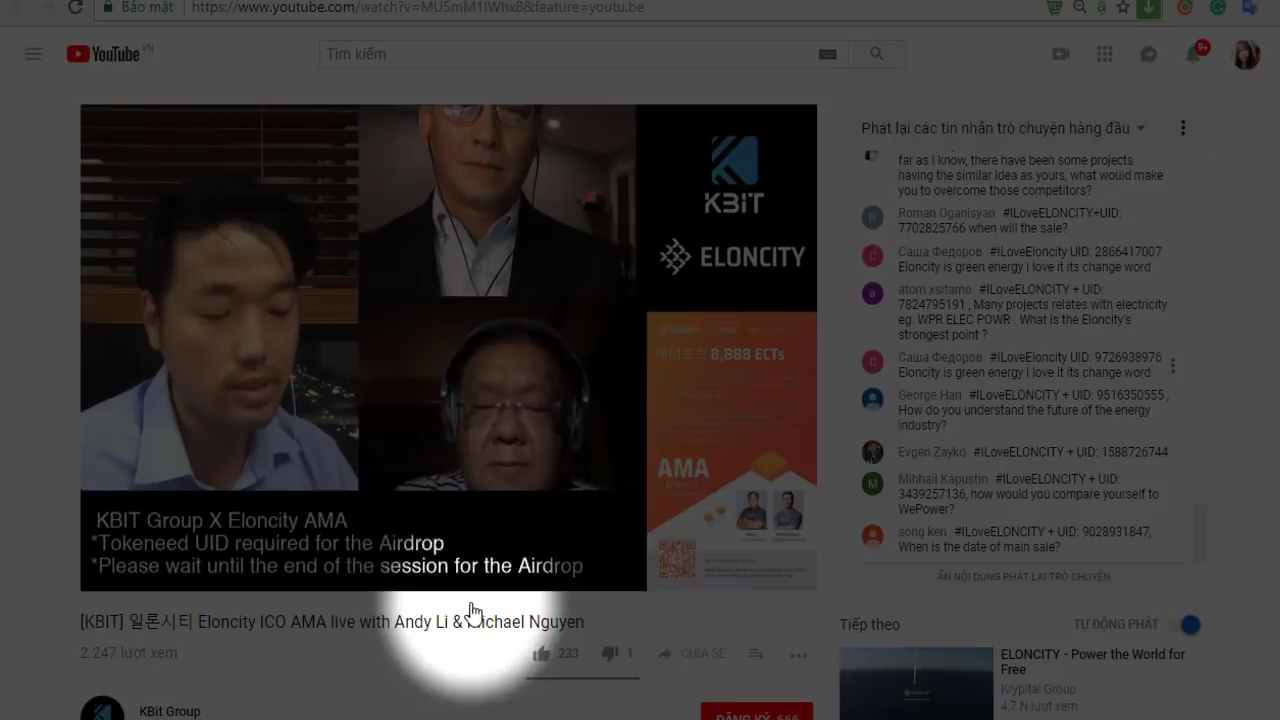 Bảo mật
https://www.youtube.com/watch?v=MU5mM1lWhx8&feature=youtu.be
YouTube VN
Tìm kiếm
9+
KBIT
ELONCITY
8,888 ECTs
AMA
KBIT Group X Eloncity AMA
*Tokeneed UID required for the Airdrop
*Please wait until the end of the session for the Airdrop
[KBIT] 일론시티 Eloncity ICO AMA live with Andy Li & Michael Nguyen
2.247 lượt xem
233
1
CHIA SẺ
KBit Group
ĐĂNG KÝ 666
Phát lại các tin nhắn trò chuyện hàng đầu
far as I know, there have been some projects
having the similar idea as yours, what would make
you to overcome those competitors?
R
Roman Oganisyan #ILoveELONCITY+UID:
7702825766 when will the sale?
C
Саша Федоров #ILoveEloncity UID: 2866417007
Eloncity is green energy i love it its change word
atom xsitamo #ILoveELONCITY + UID:
7824795191 , Many projects relates with electricity
eg. WPR ELEC POWR . What is the Eloncity's
strongest point ?
C
Саша Федоров #ILoveEloncity UID: 9726938976
Eloncity is green energy i love it its change word
George Han #ILoveELONCITY + UID: 9516350555 ,
How do you understand the future of the energy
industry?
Evgen Zayko #ILoveELONCITY + UID: 1588726744
M
Mihhail Kapustin #ILoveELONCITY + UID:
3439257136, how would you compare yourself to
WePower?
song ken #ILoveELONCITY + UID: 9028931847,
When is the date of main sale?
ẨN NỘI DUNG PHÁT LẠI TRÒ CHUYỆN
Tiếp theo
TỰ ĐỘNG PHÁT
ELONCITY - Power the World for
Free
Krypital Group
4.7 N lượt xem